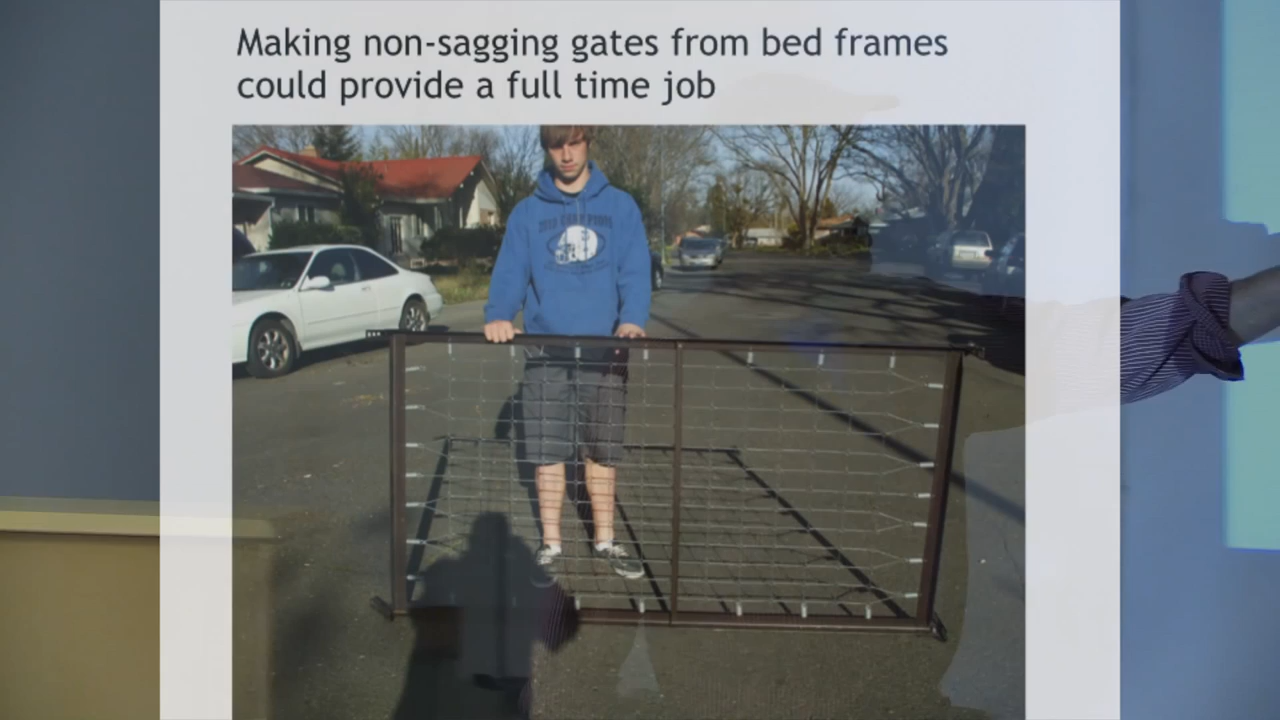 Making non-sagging gates from bed frames
could provide a full time job